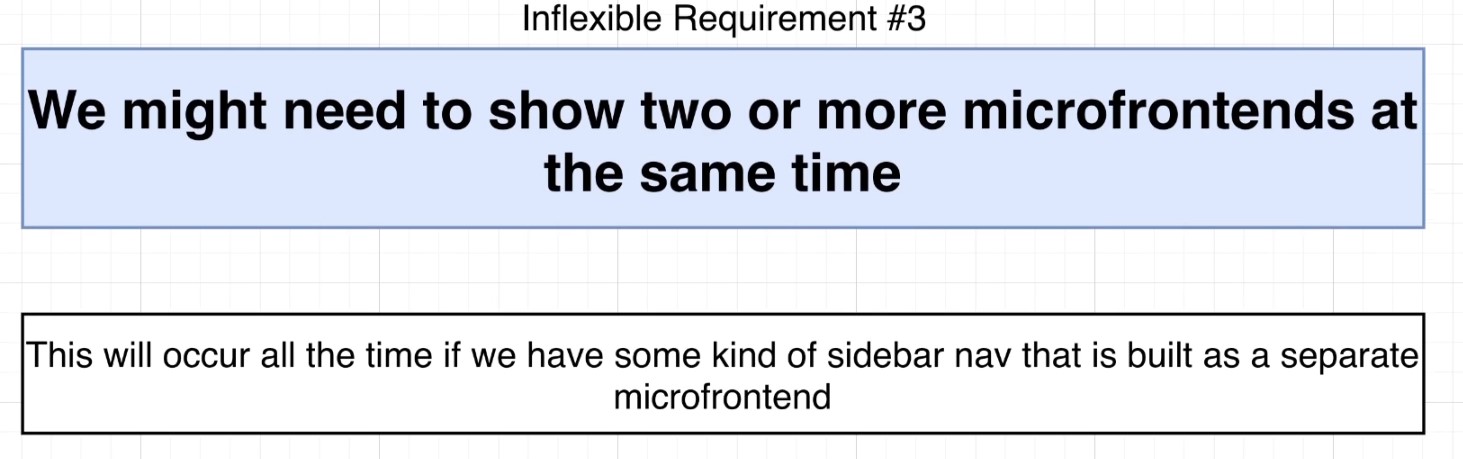 Inflexible Requirement #3
We might need to show two or more microfrontends at
the same time
This will occur all the time if we have some kind of sidebar nav that is built as a separate
microfrontend